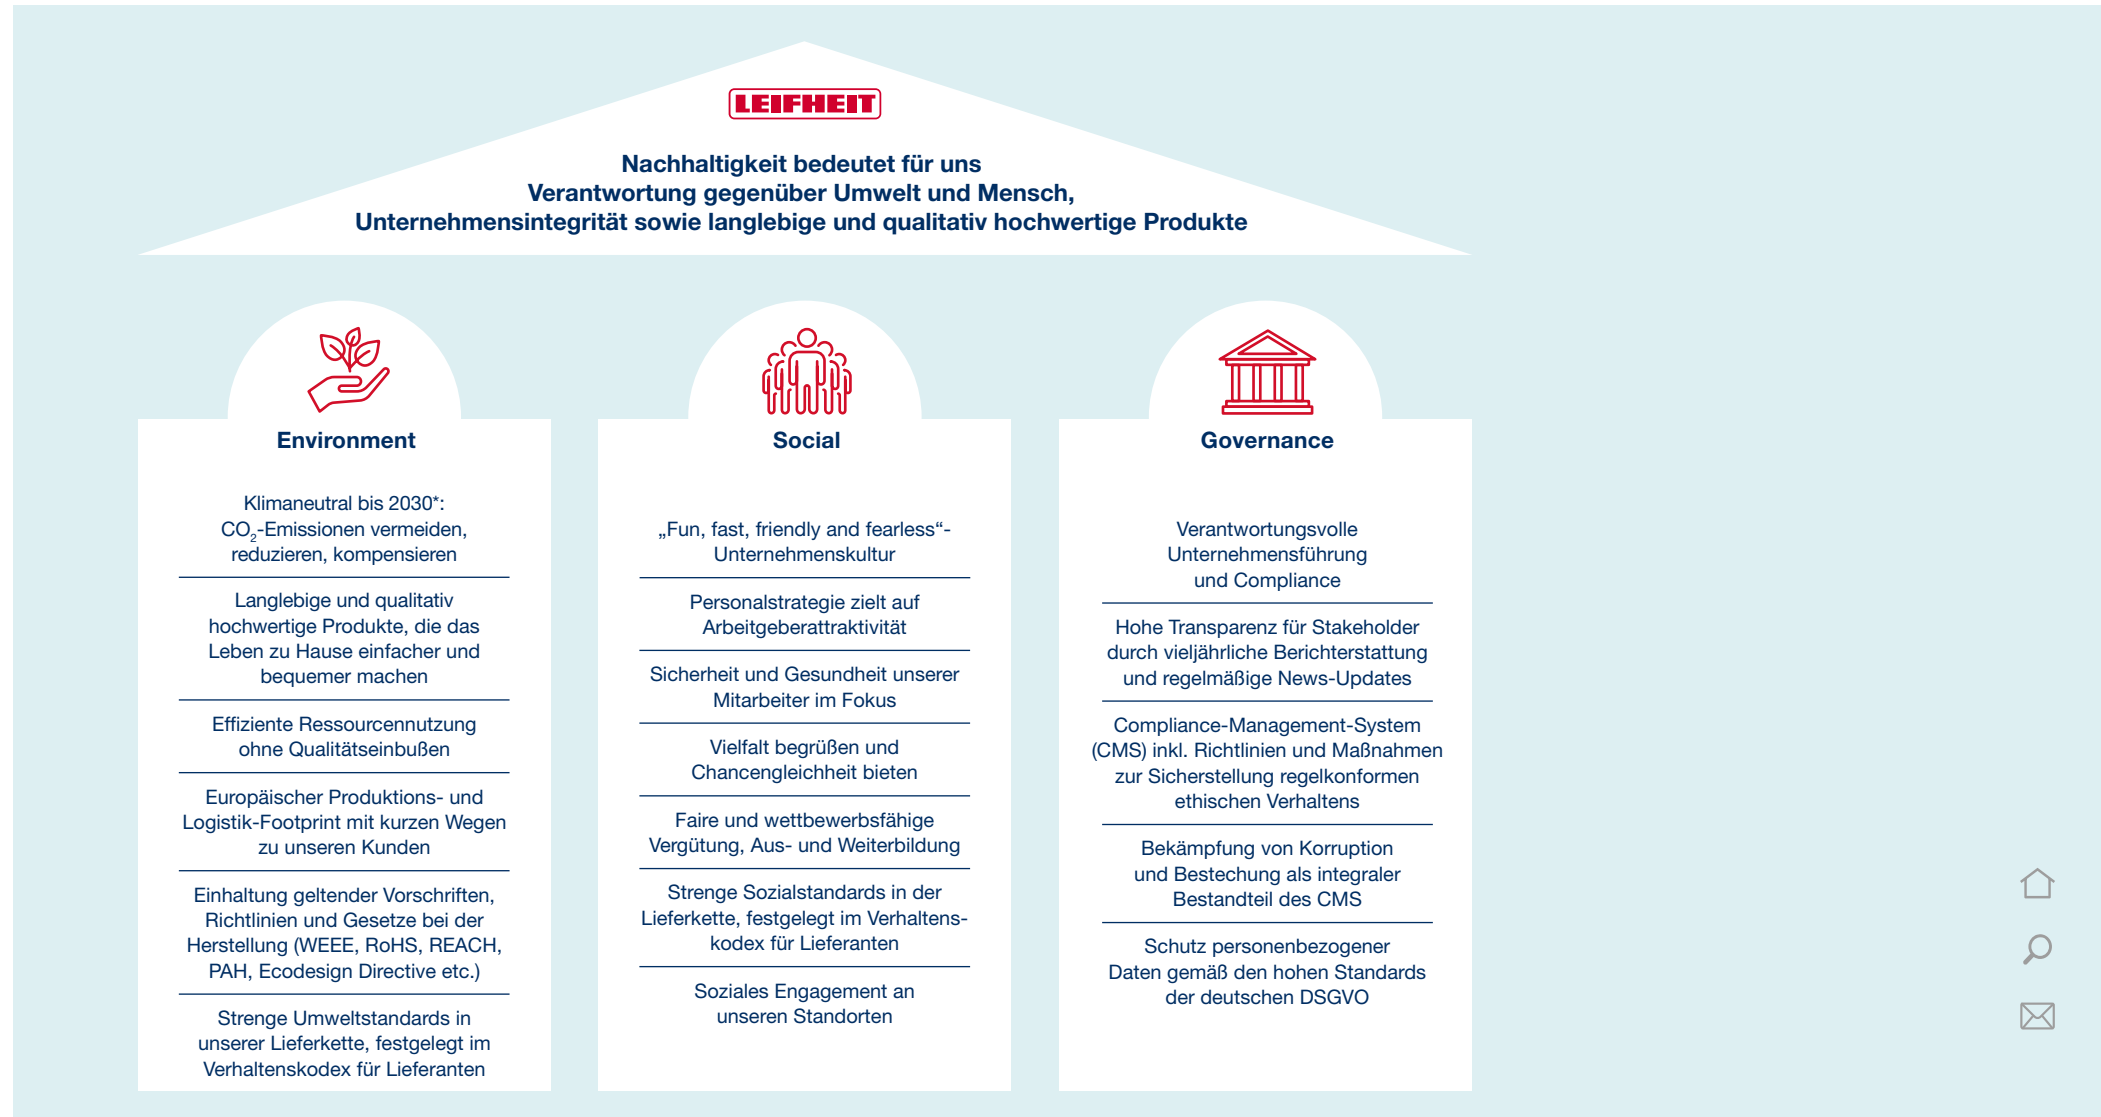 LEIFHEIT
Nachhaltigkeit bedeutet für uns
Verantwortung gegenüber Umwelt und Mensch,
Unternehmensintegrität sowie langlebige und qualitativ hochwertige Produkte
Environment
Klimaneutral bis 2030*:
CO₂-Emissionen vermeiden,
reduzieren, kompensieren
Langlebige und qualitativ
hochwertige Produkte, die das
Leben zu Hause einfacher und
bequemer machen
Effiziente Ressourcennutzung
ohne Qualitätseinbußen
Europäischer Produktions- und
Logistik-Footprint mit kurzen Wegen
zu unseren Kunden
Einhaltung geltender Vorschriften,
Richtlinien und Gesetze bei der
Herstellung (WEEE, RoHS, REACH,
PAH, Ecodesign Directive etc.)
Strenge Umweltstandards in
unserer Lieferkette, festgelegt im
Verhaltenskodex für Lieferanten
Social
„Fun, fast, friendly and fearless“-
Unternehmenskultur
Personalstrategie zielt auf
Arbeitgeberattraktivität
Sicherheit und Gesundheit unserer
Mitarbeiter im Fokus
Vielfalt begrüßen und
Chancengleichheit bieten
Faire und wettbewerbsfähige
Vergütung, Aus- und Weiterbildung
Strenge Sozialstandards in der
Lieferkette, festgelegt im Verhaltens-
kodex für Lieferanten
Soziales Engagement an
unseren Standorten
Governance
Verantwortungsvolle
Unternehmensführung
und Compliance
Hohe Transparenz für Stakeholder
durch vieljährliche Berichterstattung
und regelmäßige News-Updates
Compliance-Management-System
(CMS) inkl. Richtlinien und Maßnahmen
zur Sicherstellung regelkonformen
ethischen Verhaltens
Bekämpfung von Korruption
und Bestechung als integraler
Bestandteil des CMS
Schutz personenbezogener
Daten gemäß den hohen Standards
der deutschen DSGVO